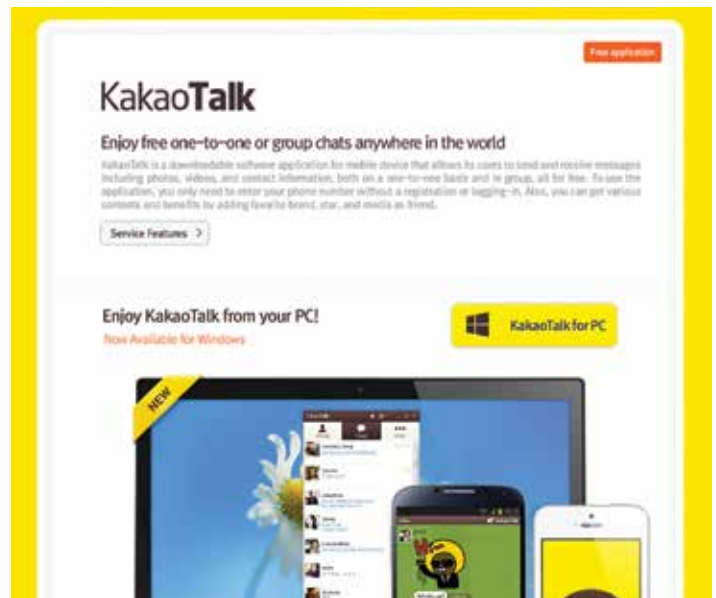 Free application
KakaoTalk
Enjoy free one-to-one or group chats anywhere in the world
KakaoTalk is a downloadable software application for mobile device that allows its users to send and receive messages
including photos, videos, and contact information, both on a one-to-one basis and in group, all for free. To use the
application, you only need to enter your phone number without a registration or logging-in. Also, you can get various
contents and benefits by adding favorite brand, star, and media as friend.
Service Features >
Enjoy KakaoTalk from your PC!
KakaoTalk for PC
Now Available for Windows
NEW